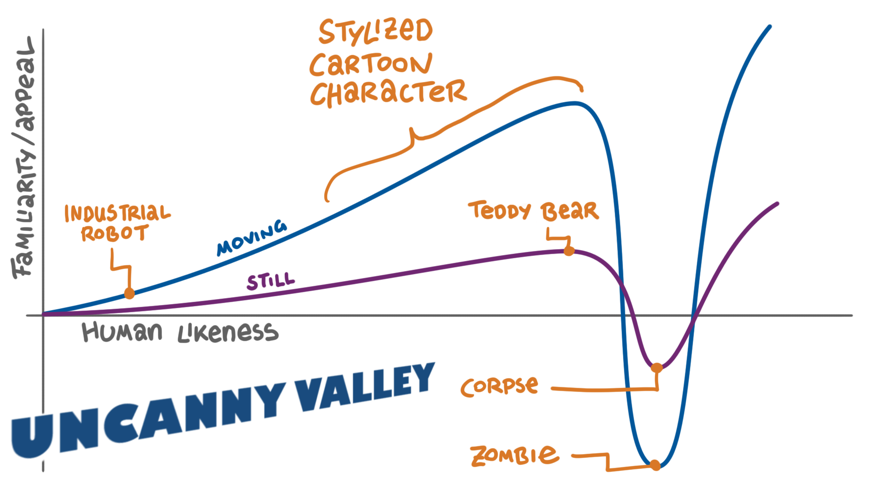 STYLIZED
CARTOON
CHARACTER
FAMILIARITY/APPEAL
INDUSTRIAL
ROBOT
TEDDY BEAR
MOVING
STILL
HUMAN LIKENESS
UNCANNY VALLEY
CORPSE
ZOMBIE